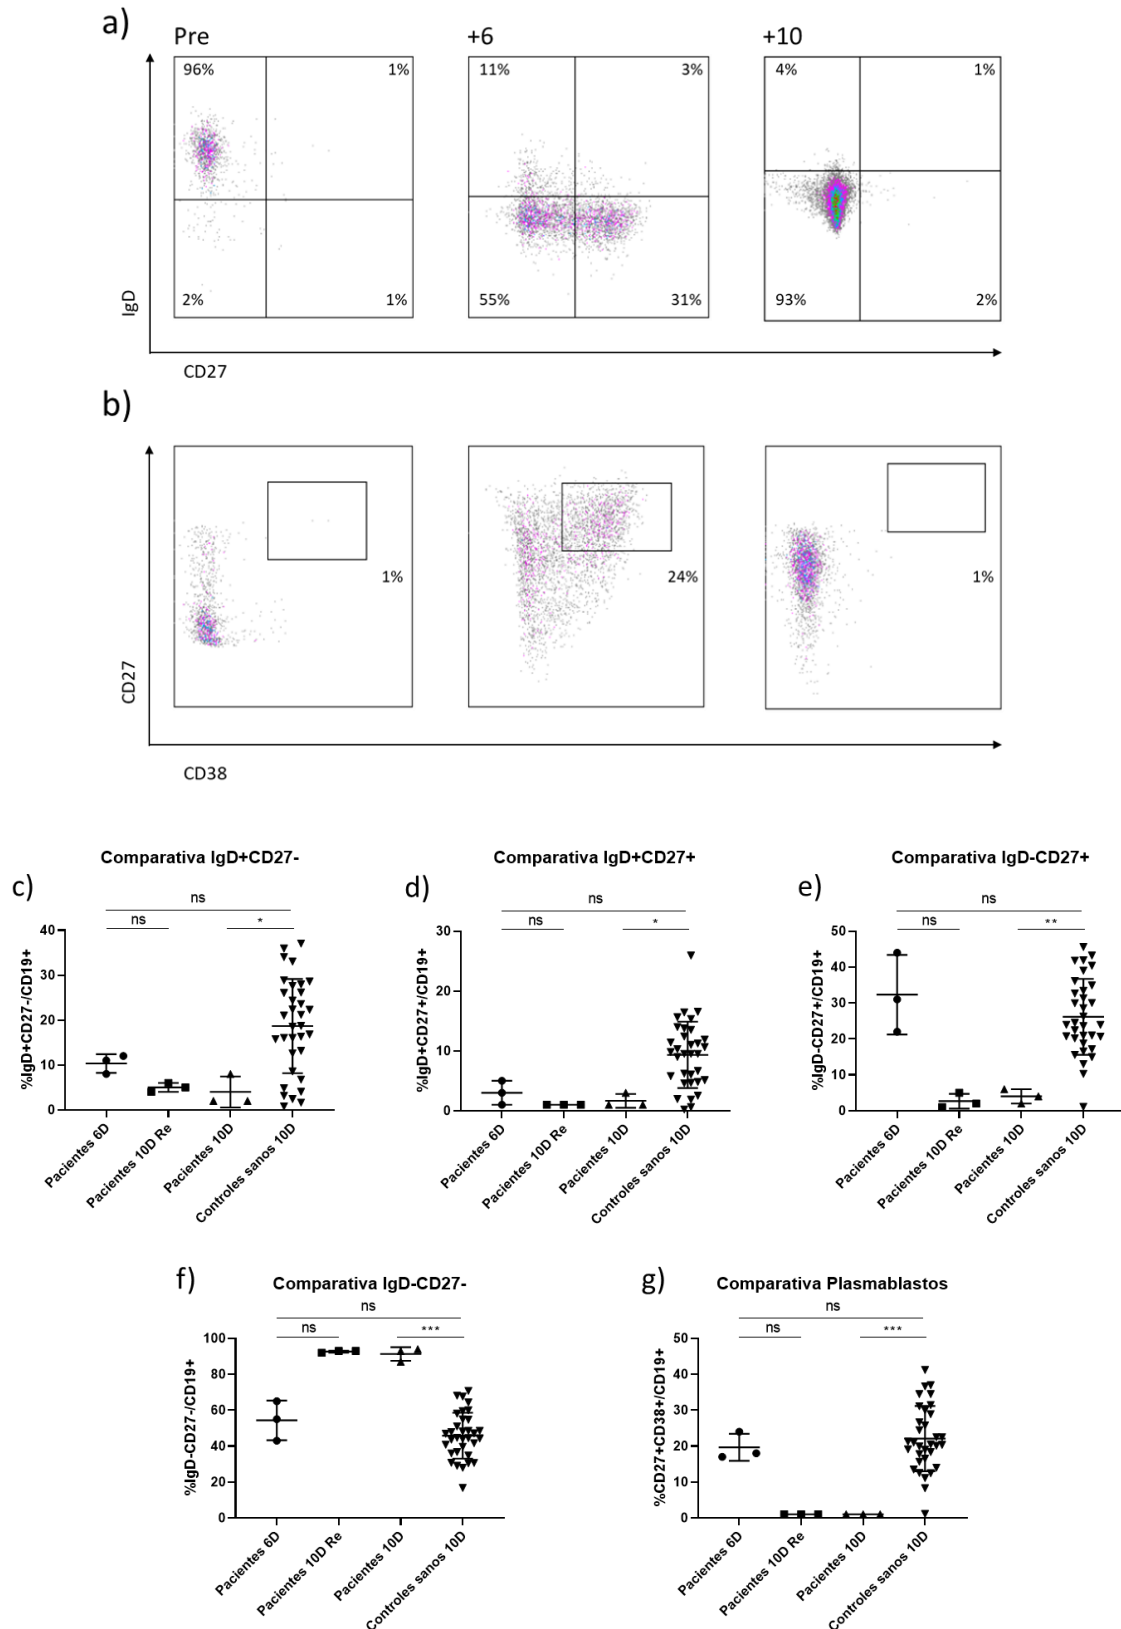 a)
Pre
+6
+10
96%
1%
11%
3%
4%
1%
2%
1%
55%
31%
93%
2%
IgD
CD27
b)
1%
24%
1%
CD27
CD38
c)
Comparativa IgD+CD27-
ns
ns
*
%IgD+CD27-/CD19+
40
30
20
10
0
Pacientes 6D
Pacientes 10D Re
Pacientes 10D
Controles sanos 10D
d)
Comparativa IgD+CD27+
ns
ns
*
%IgD+CD27+/CD19+
30
20
10
0
Pacientes 6D
Pacientes 10D Re
Pacientes 10D
Controles sanos 10D
e)
Comparativa IgD-CD27+
ns
ns
**
%IgD-CD27+/CD19+
50
40
30
20
10
0
Pacientes 6D
Pacientes 10D Re
Pacientes 10D
Controles sanos 10D
f)
Comparativa IgD-CD27-
ns
ns
***
%IgD-CD27-/CD19+
100
80
60
40
20
0
Pacientes 6D
Pacientes 10D Re
Pacientes 10D
Controles sanos 10D
g)
Comparativa Plasmablastos
ns
ns
***
%CD27+CD38+/CD19+
50
40
30
20
10
0
Pacientes 6D
Pacientes 10D Re
Pacientes 10D
Controles sanos 10D